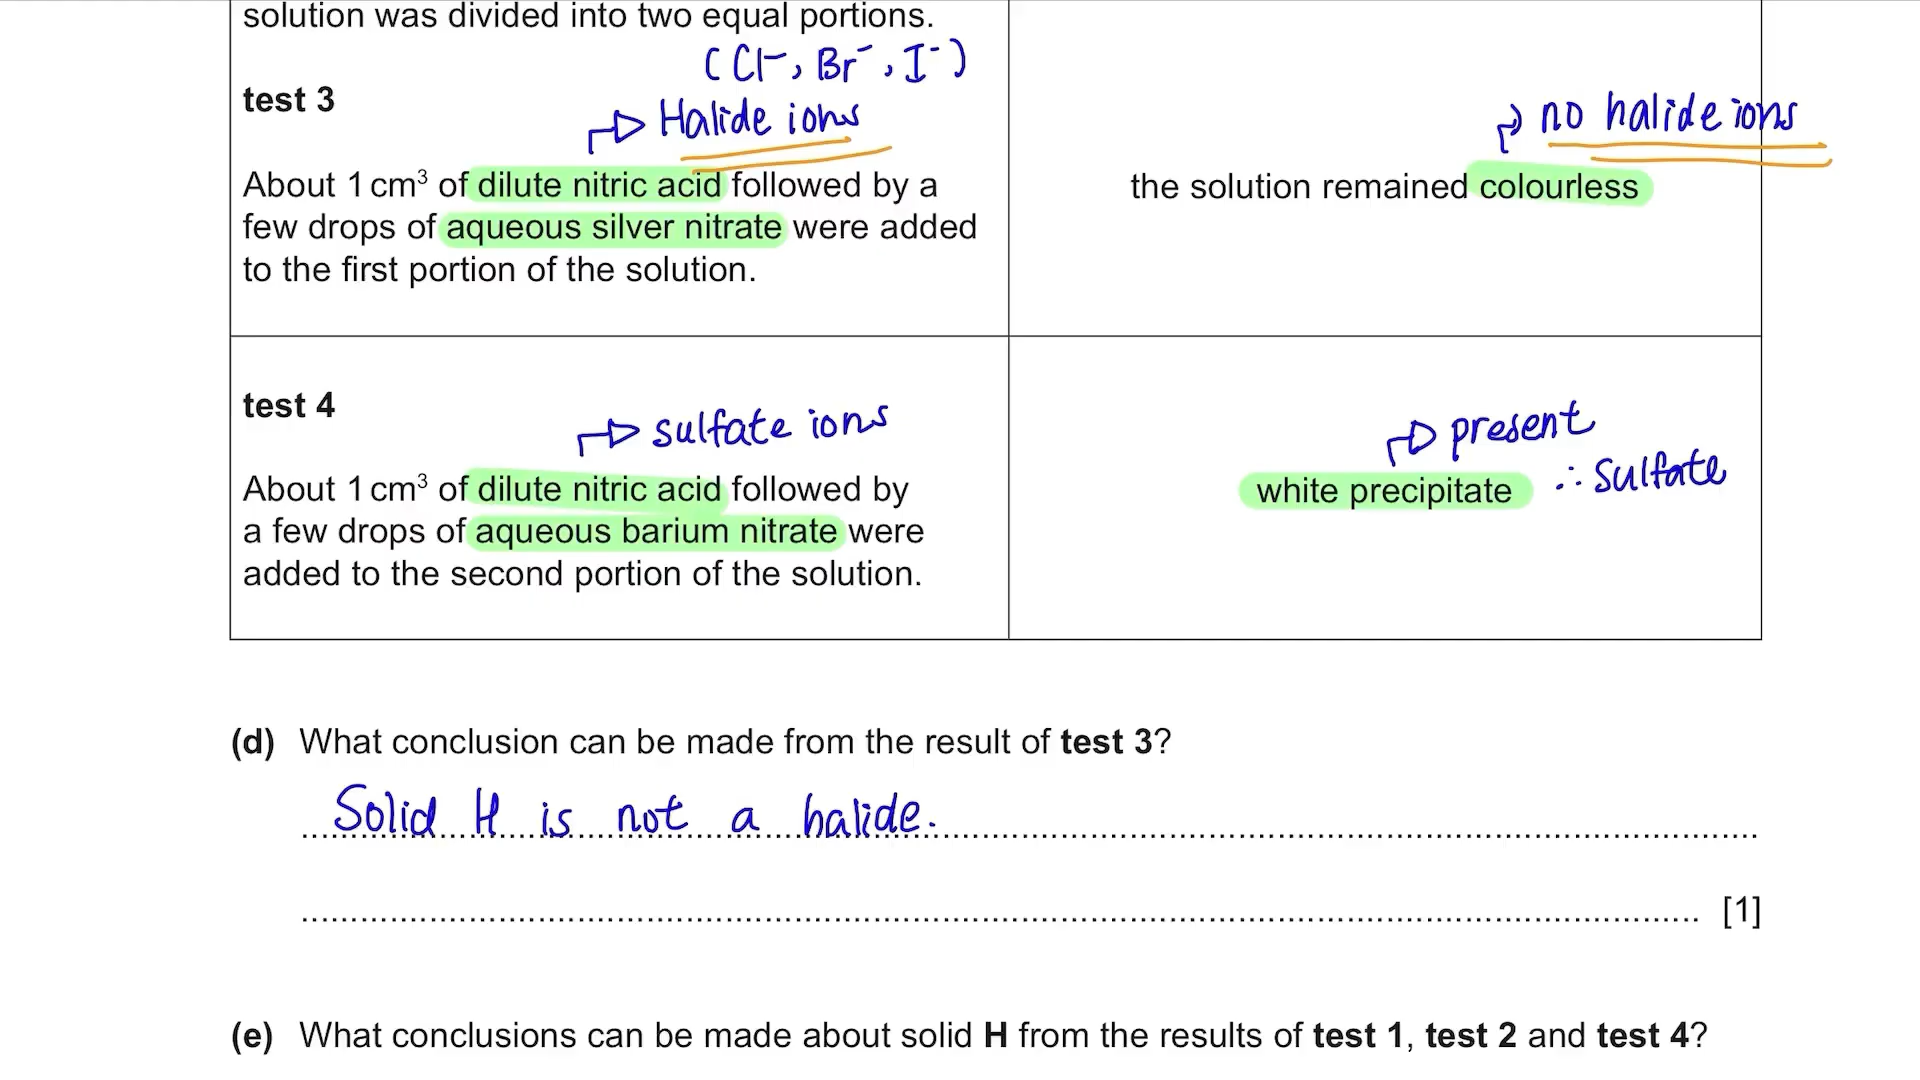 solution was divided into two equal portions.
(Cl⁻, Br⁻, I⁻)
test 3
Halide ions
About 1 cm³ of dilute nitric acid followed by a
few drops of aqueous silver nitrate were added
to the first portion of the solution.
no halide ions
the solution remained colourless
test 4
sulfate ions
About 1 cm³ of dilute nitric acid followed by
a few drops of aqueous barium nitrate were
added to the second portion of the solution.
present
white precipitate ∴ sulfate
(d) What conclusion can be made from the result of test 3?
Solid H is not a halide.
[1]
(e) What conclusions can be made about solid H from the results of test 1, test 2 and test 4?